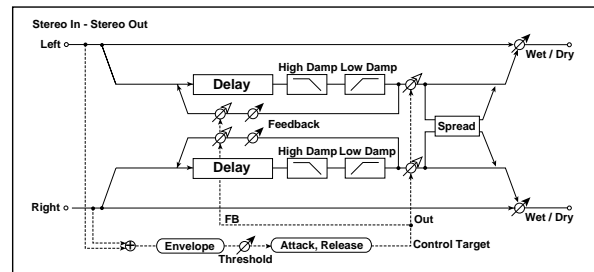 Stereo In - Stereo Out
Left
Wet / Dry
High Damp Low Damp
Delay
Feedback
Spread
High Damp Low Damp
Delay
Right
FB
Out
Wet / Dry
+
Envelope
Threshold
Attack, Release
Control Target